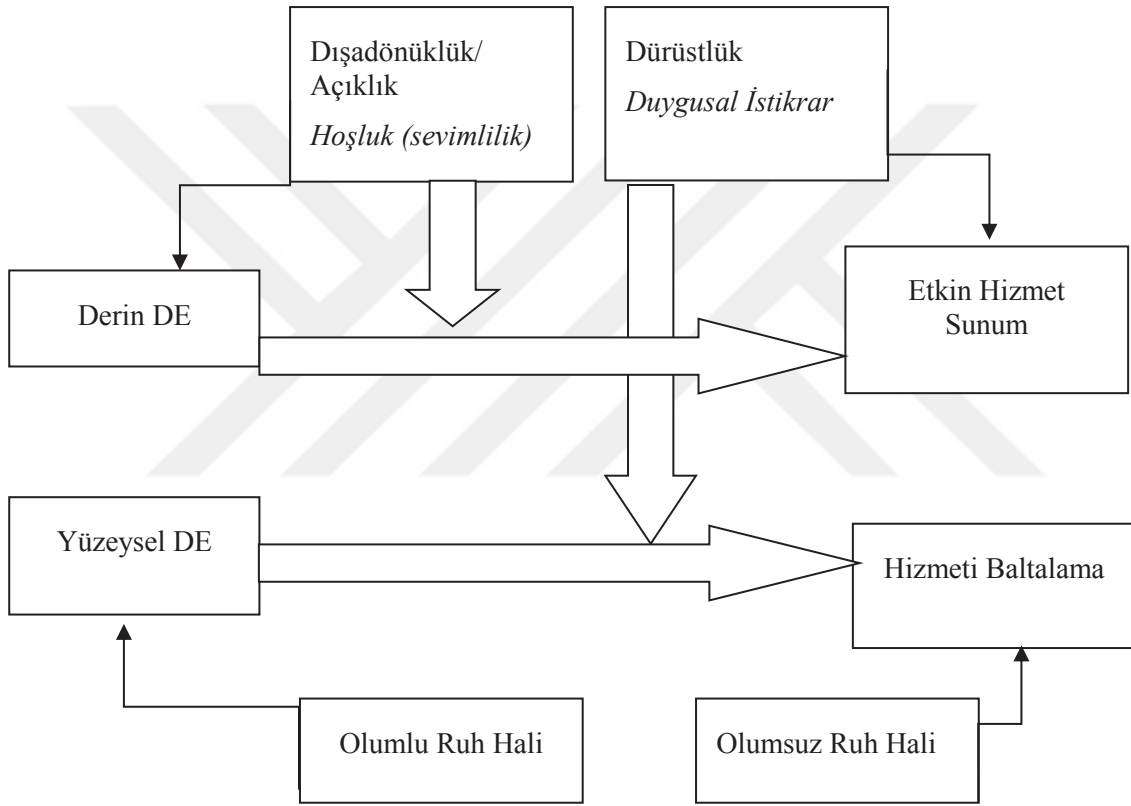 Dışadönüklük/
Açıklık
Hoşluk (sevimlilik)
Dürüstlük
Duygusal İstikrar
Derin DE
Etkin Hizmet
Sunum
Yüzeysel DE
Hizmeti Baltalama
Olumlu Ruh Hali
Olumsuz Ruh Hali